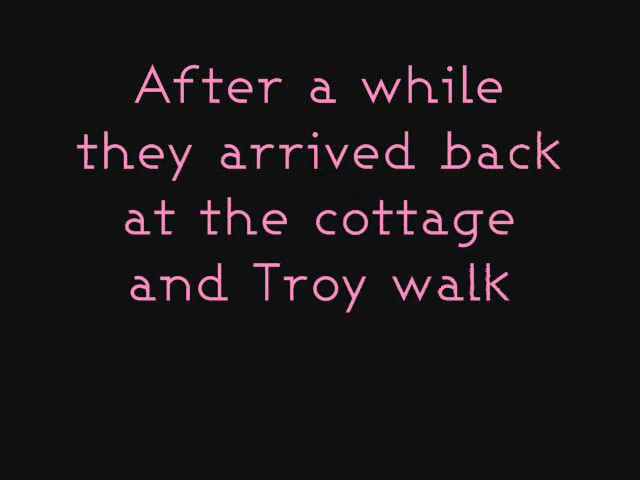 After a while
they arrived back
at the cottage
and Troy walk